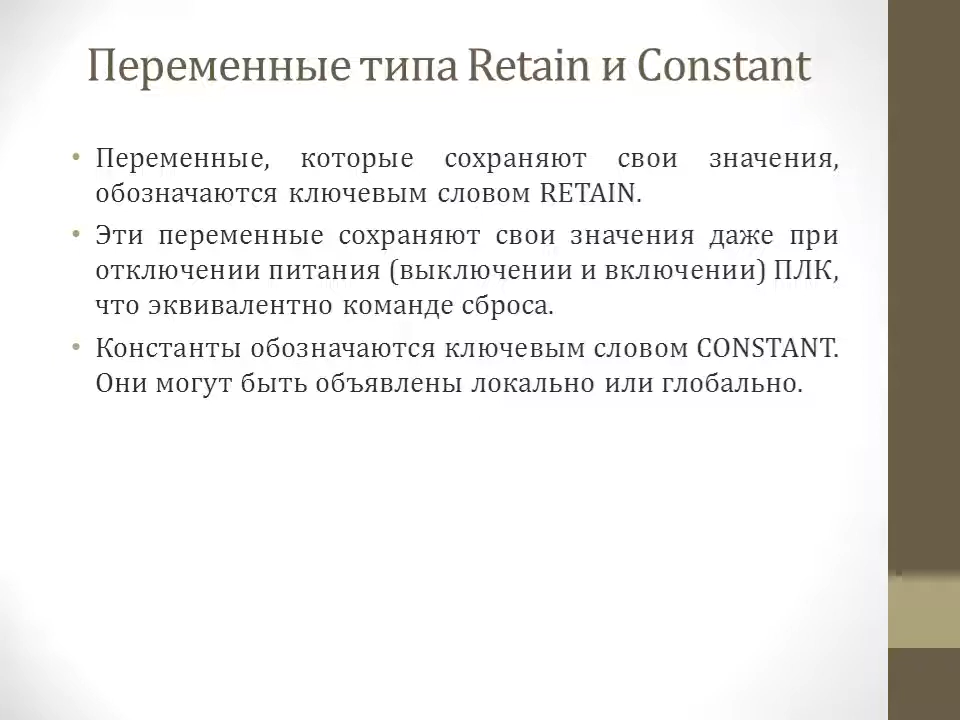 Переменные типа Retain и Constant
• Переменные, которые сохраняют свои значения,
обозначаются ключевым словом RETAIN.
• Эти переменные сохраняют свои значения даже при
отключении питания (выключении и включении) ПЛК,
что эквивалентно команде сброса.
• Константы обозначаются ключевым словом CONSTANT.
Они могут быть объявлены локально или глобально.